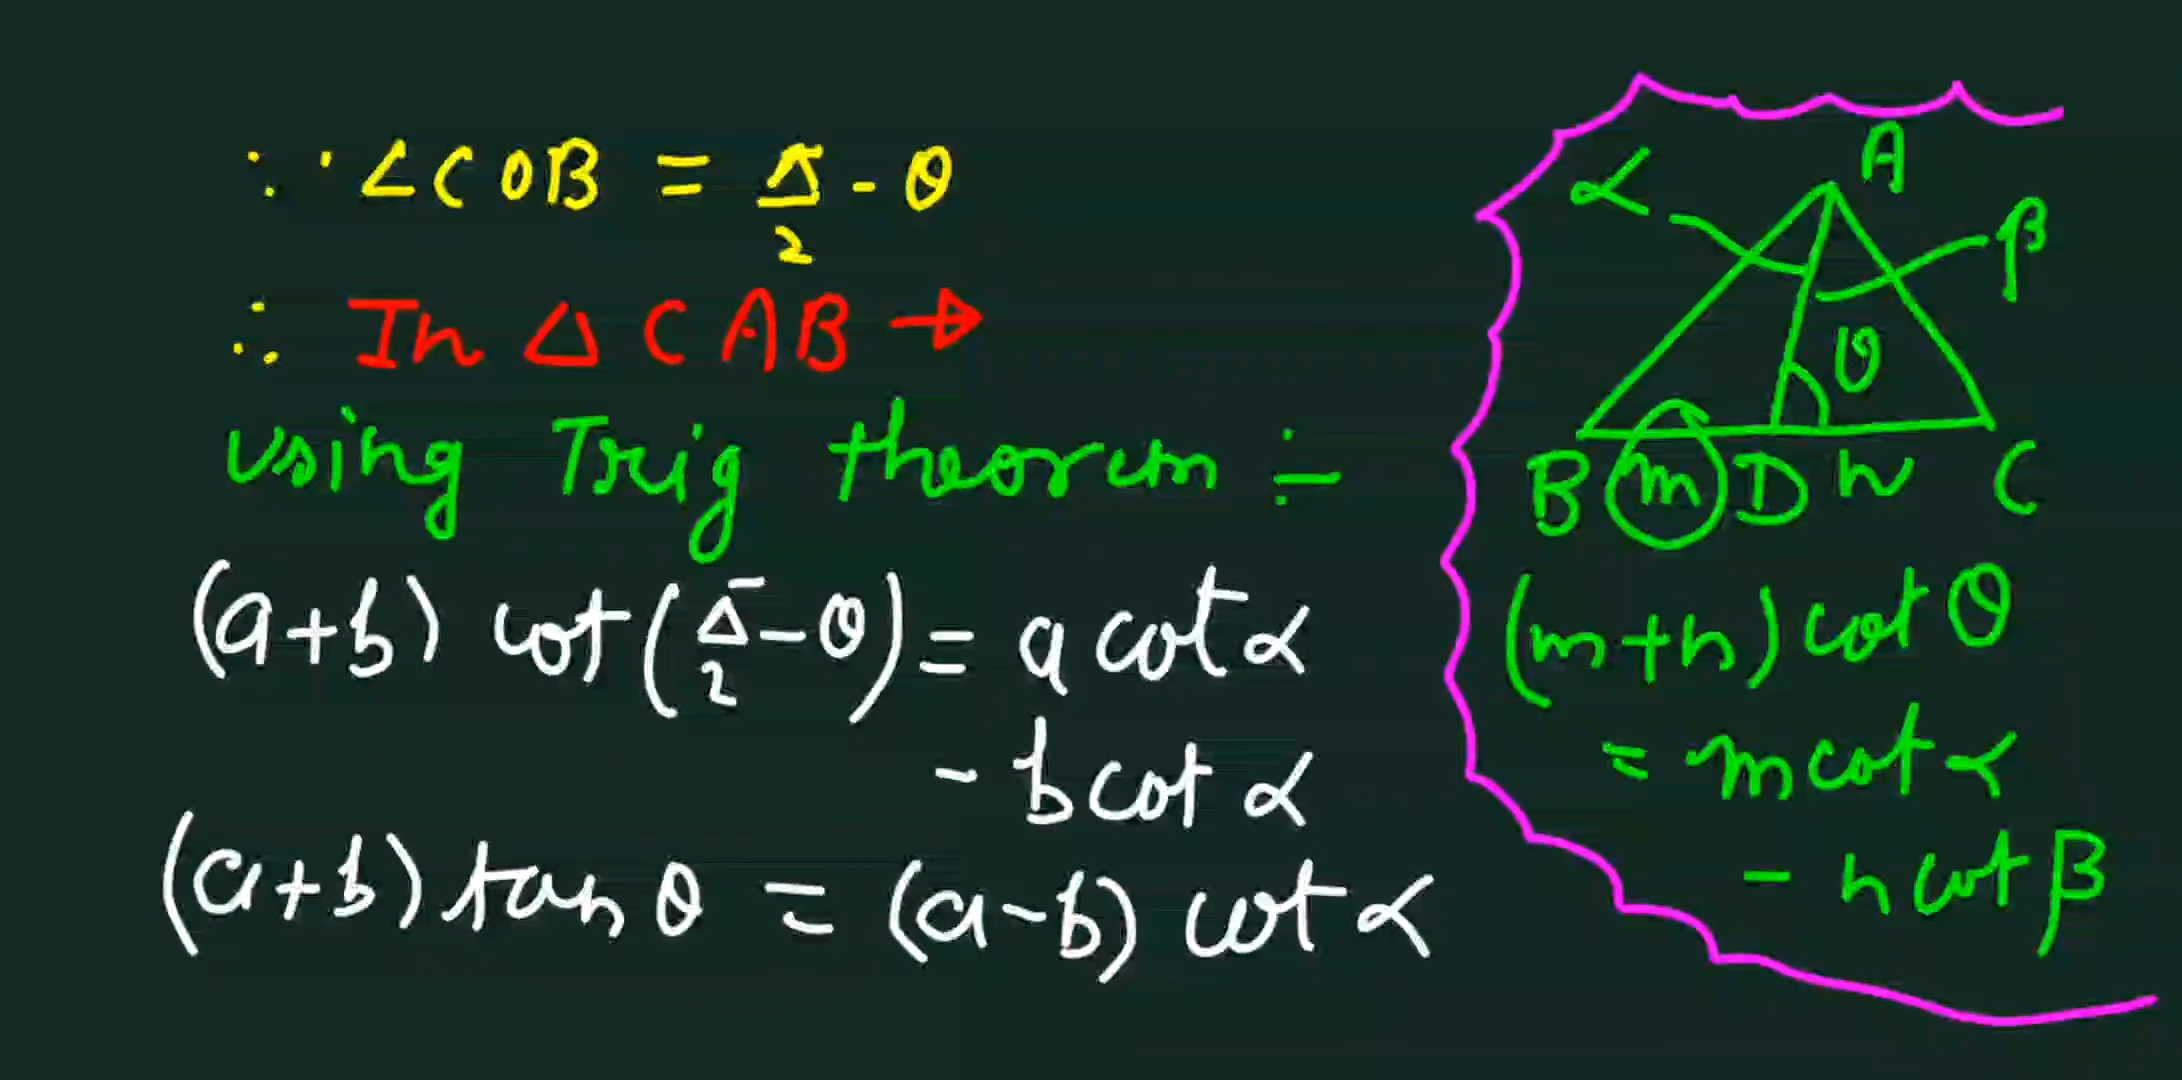 ∵ ∠COB = π/2 - θ
∴ In Δ CAB →
using Trig theorem :-
(a+b) cot(π/2 - θ) = a cot α
- b cot α
(a+b) tan θ = (a-b) cot α
A
α
β
θ
B m D n C
(m+n) cot θ
= m cot α
- n cot β